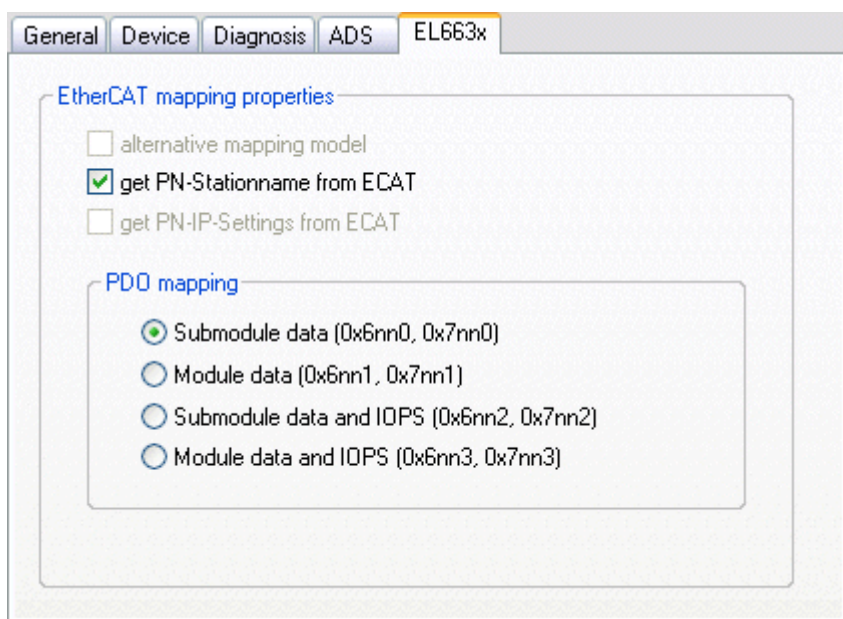 General Device Diagnosis ADS EL663x
EtherCAT mapping properties
alternative mapping model
get PN-Stationname from ECAT
get PN-IP-Settings from ECAT
PDO mapping
Submodule data (0x6nn0, 0x7nn0)
Module data (0x6nn1, 0x7nn1)
Submodule data and IOPS (0x6nn2, 0x7nn2)
Module data and IOPS (0x6nn3, 0x7nn3)